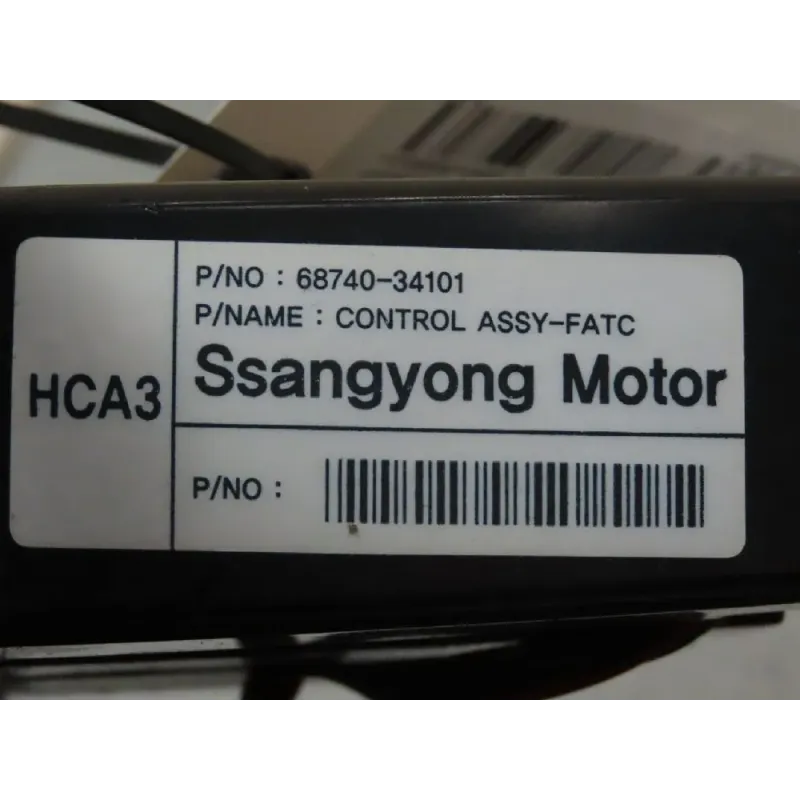 HCA3
P/NO : 68740-34101
P/NAME : CONTROL ASSY-FATC
Ssangyong Motor
P/NO :